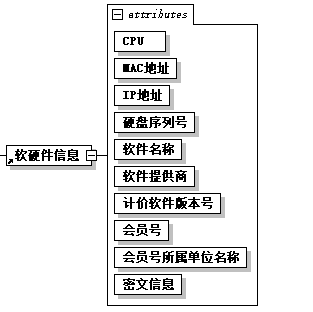 attributes
CPU
MAC地址
IP地址
硬盘序列号
软硬件信息
软件名称
软件提供商
计价软件版本号
会员号
会员号所属单位名称
密文信息